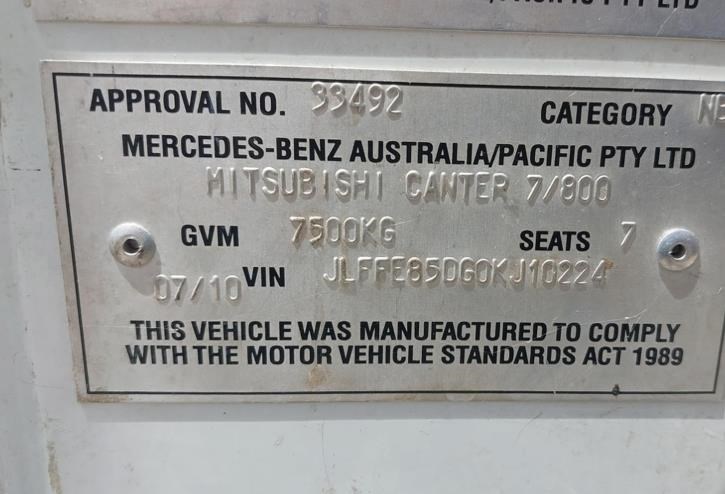 APPROVAL NO. 33492 CATEGORY NB
MERCEDES-BENZ AUSTRALIA/PACIFIC PTY LTD
MITSUBISHI CANTER 7/800
GVM 7500KG SEATS 7
07/10 VIN JLFFE85DG0KJ10224
THIS VEHICLE WAS MANUFACTURED TO COMPLY
WITH THE MOTOR VEHICLE STANDARDS ACT 1989